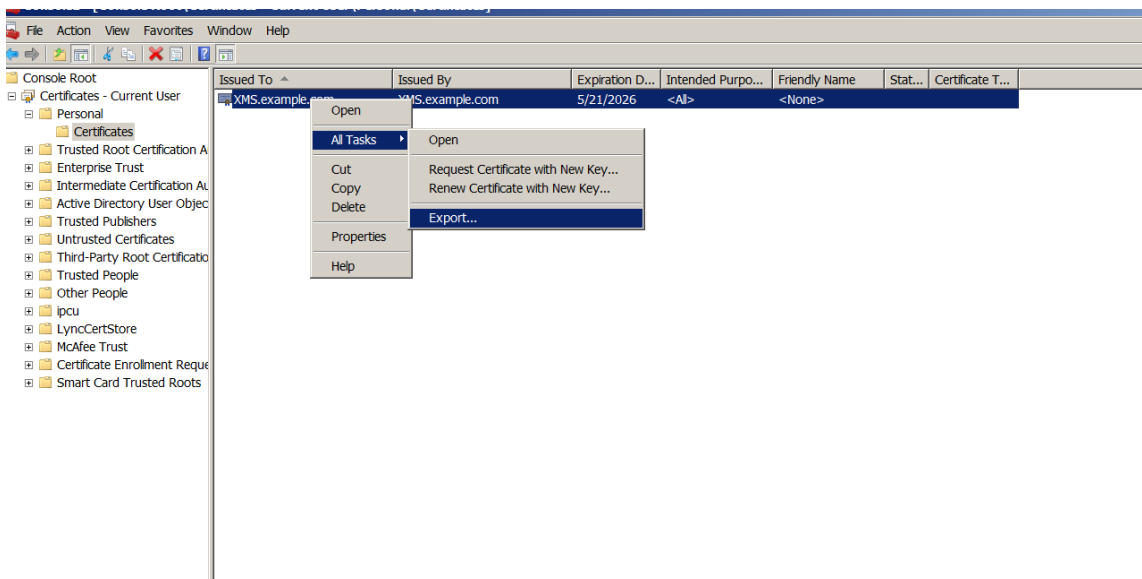 File Action View Favorites Window Help
Console Root
Certificates - Current User
Personal
Certificates
Trusted Root Certification A
Enterprise Trust
Intermediate Certification Au
Active Directory User Objec
Trusted Publishers
Untrusted Certificates
Third-Party Root Certificatio
Trusted People
Other People
ipcu
LyncCertStore
McAfee Trust
Certificate Enrollment Reque
Smart Card Trusted Roots
Issued To Issued By Expiration D... Intended Purpo... Friendly Name Stat... Certificate T...
XMS.example.com XMS.example.com 5/21/2026 <All> <None>
Open
All Tasks
Cut
Copy
Delete
Properties
Help
Open
Request Certificate with New Key...
Renew Certificate with New Key...
Export...